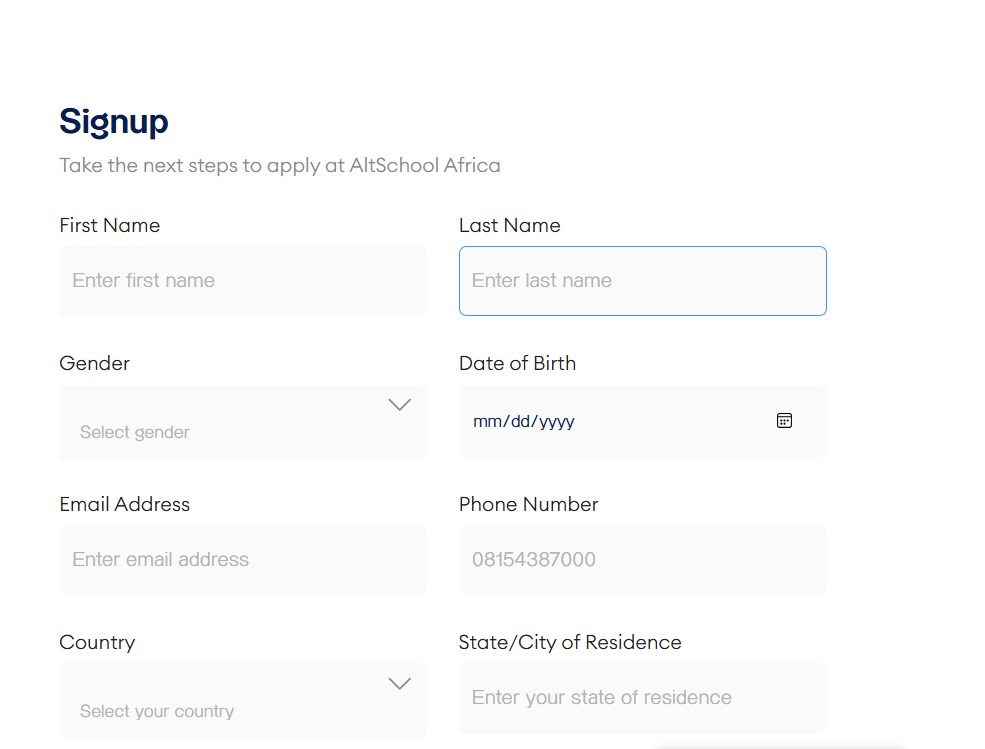 Signup
Take the next steps to apply at AltSchool Africa
First Name
Last Name
Enter first name
Enter last name
Gender
Date of Birth
Select gender
mm/dd/yyyy
Email Address
Phone Number
Enter email address
08154387000
Country
State/City of Residence
Select your country
Enter your state of residence